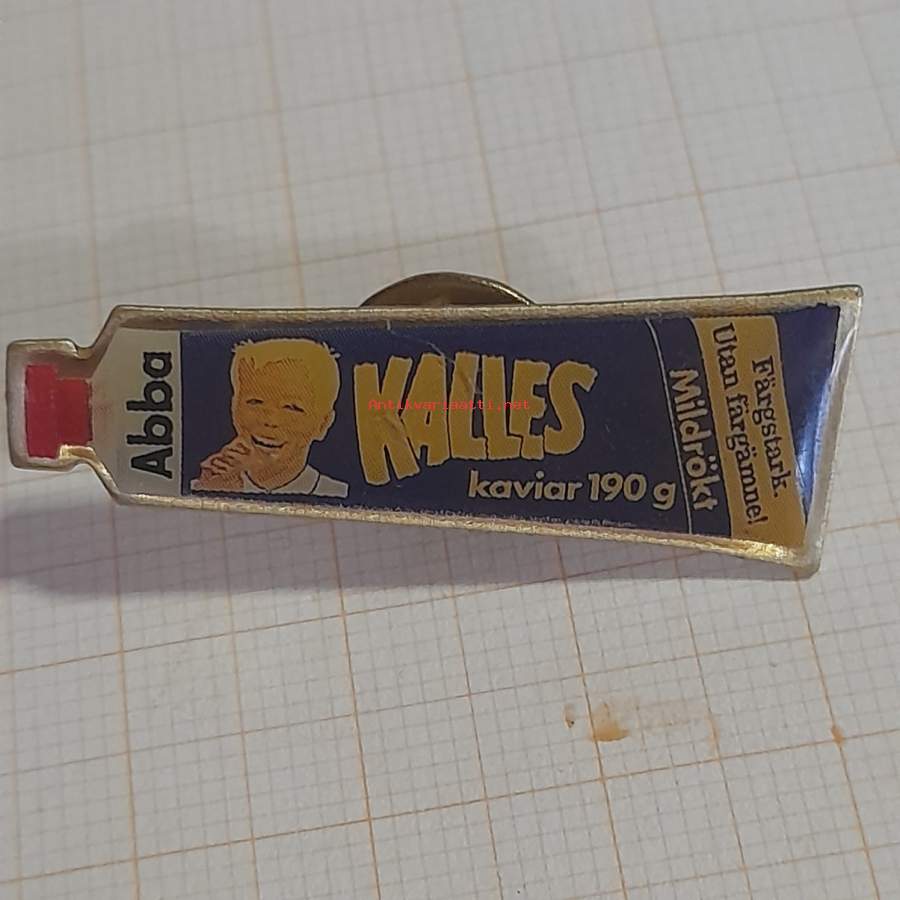 Abba
KALLES
kaviar 190 g
Mildrökt
Färgstark.
Utan färgämne!
Antikvariaatti.net